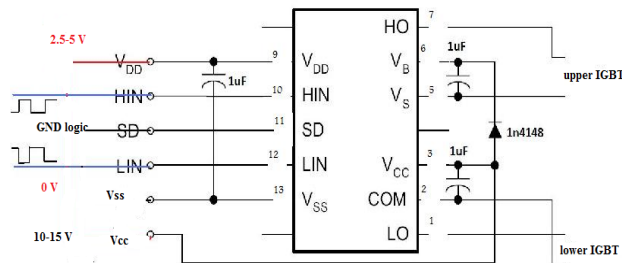 2.5-5 V
VDD
HIN
GND logic
SD
LIN
0 V
Vss
10-15 V
Vcc
1uF
9
10
11
12
13
VDD
HIN
SD
LIN
VSS
HO
VB
VS
VCC
COM
LO
7
6
5
3
2
1
1uF
1uF
1n4148
upper IGBT
lower IGBT